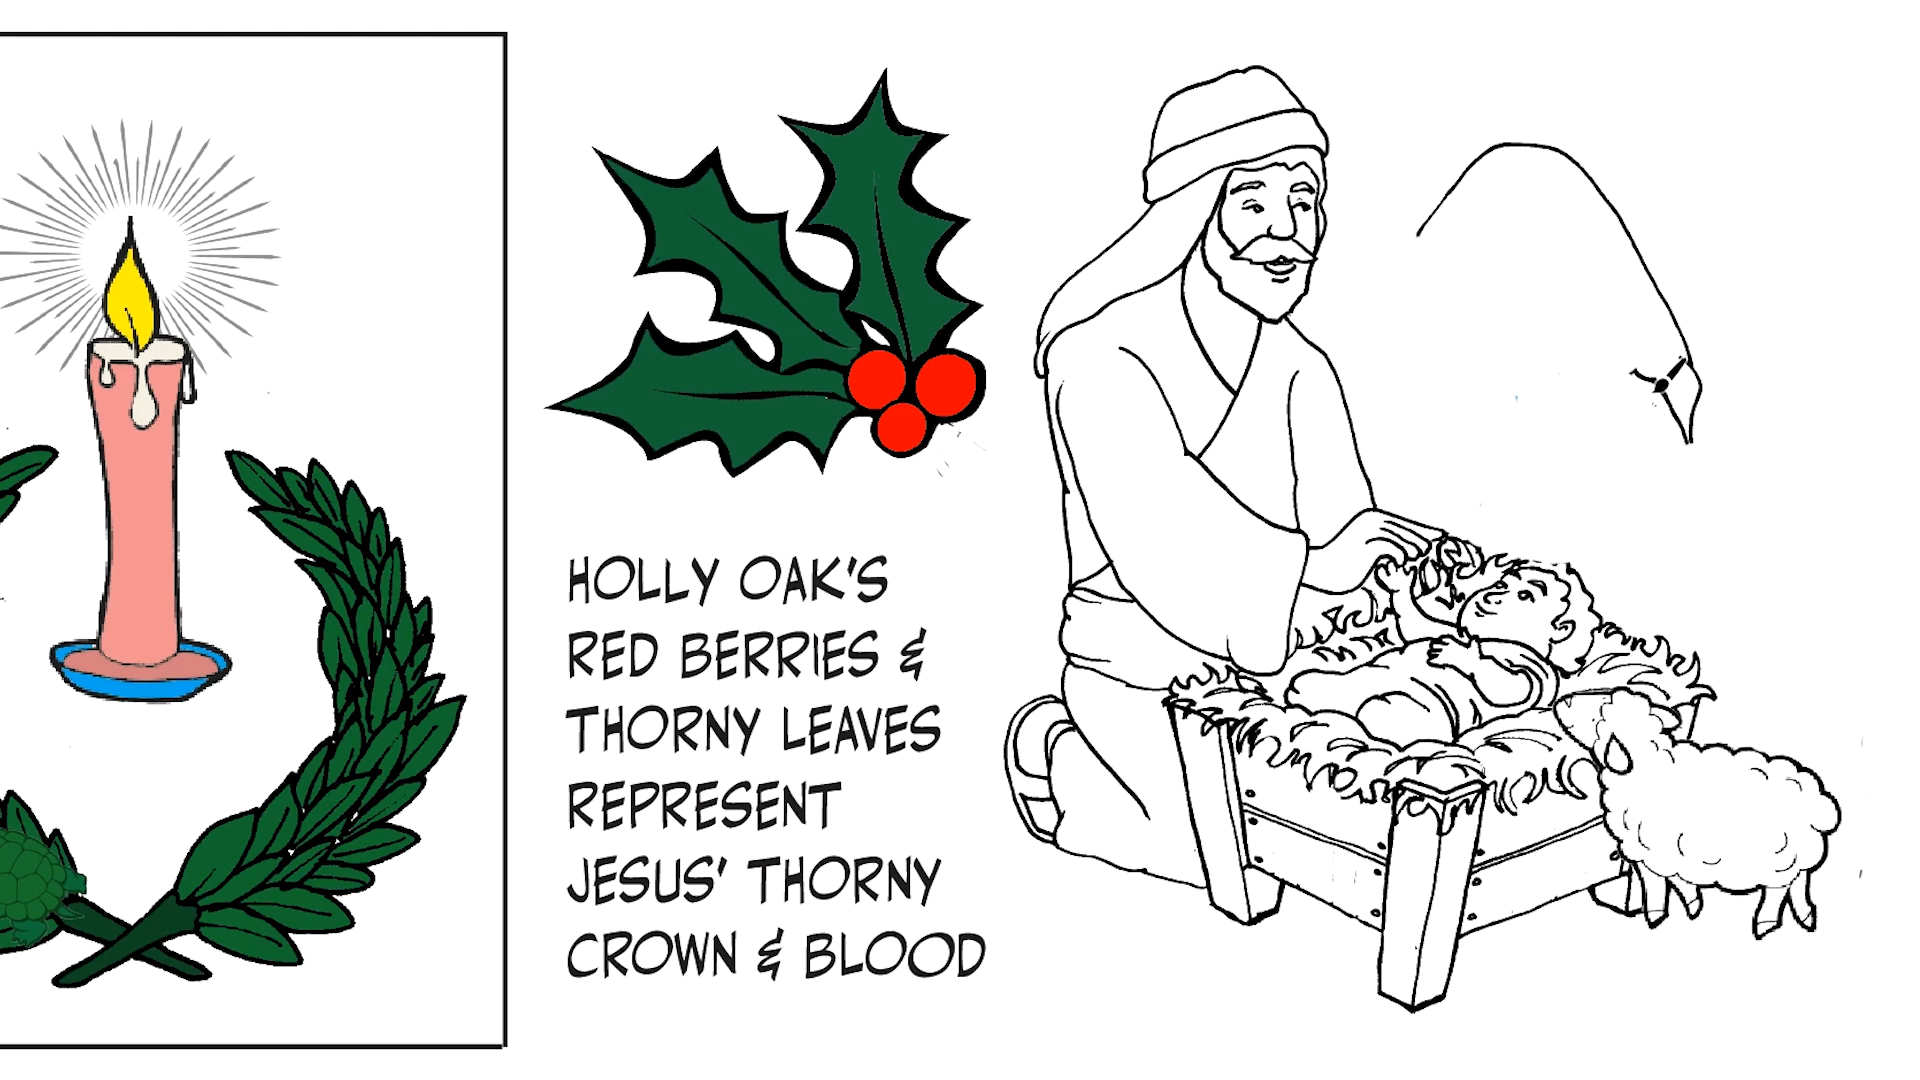 HOLLY OAK'S
RED BERRIES &
THORNY LEAVES
REPRESENT
JESUS' THORNY
CROWN & BLOOD